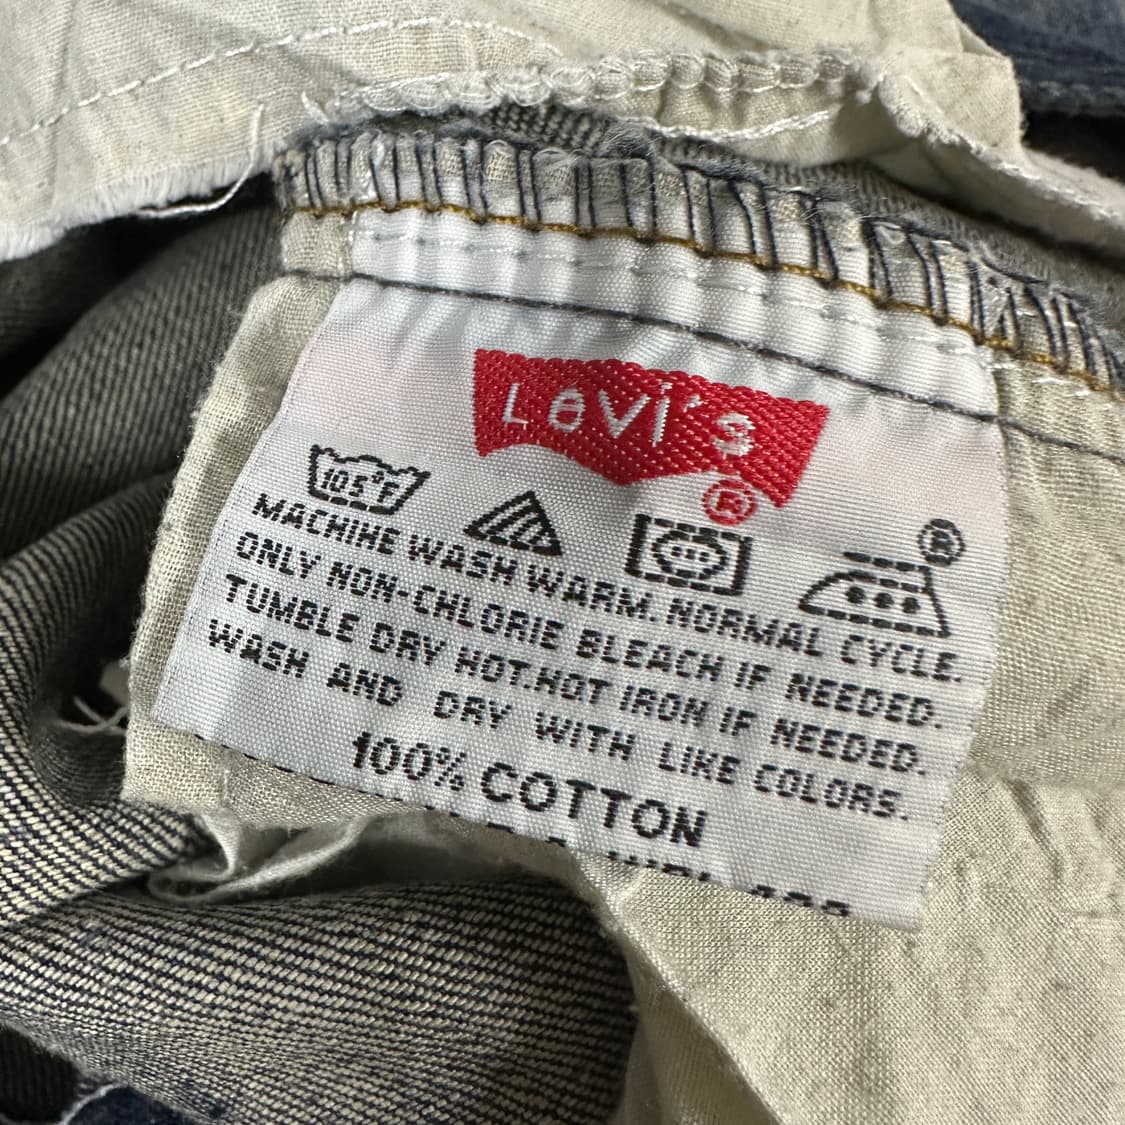 Levi's
®
105°F
®
MACHINE WASH WARM. NORMAL CYCLE.
ONLY NON-CHLORIE BLEACH IF NEEDED.
TUMBLE DRY HOT.HOT IRON IF NEEDED.
WASH AND DRY WITH LIKE COLORS.
100% COTTON